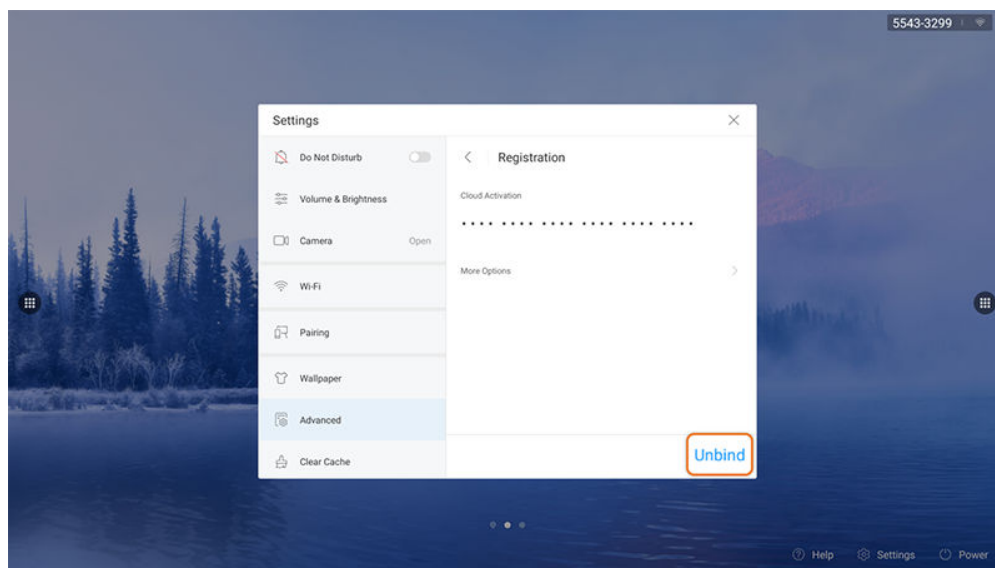 5543-3299
Settings
Do Not Disturb
Volume & Brightness
Camera
Open
Wi-Fi
Pairing
Wallpaper
Advanced
Clear Cache
Registration
Cloud Activation
•••• •••• •••• •••• •••• •••• ••••
More Options
Unbind
Help
Settings
Power